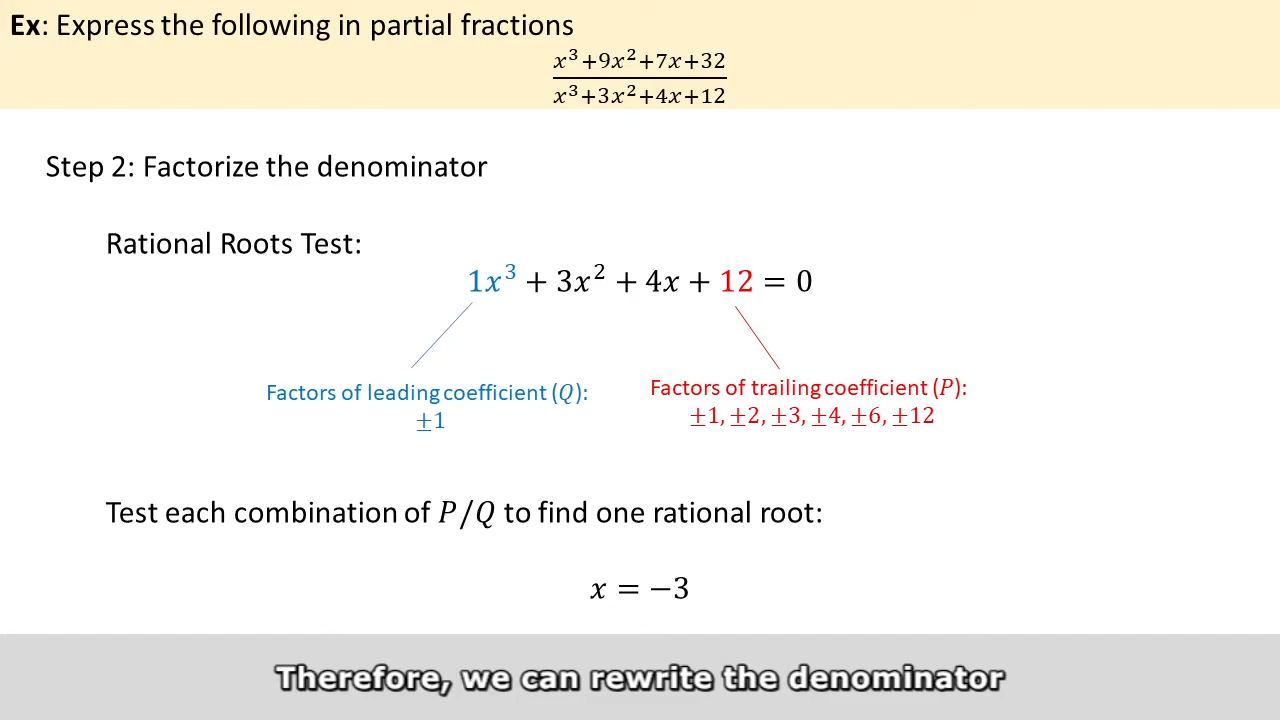 Ex: Express the following in partial fractions
x³+9x²+7x+32
x³+3x²+4x+12
Step 2: Factorize the denominator
Rational Roots Test:
1x³ + 3x² + 4x + 12 = 0
Factors of leading coefficient (Q):
±1
Factors of trailing coefficient (P):
±1, ±2, ±3, ±4, ±6, ±12
Test each combination of P/Q to find one rational root:
x = −3
Therefore, we can rewrite the denominator